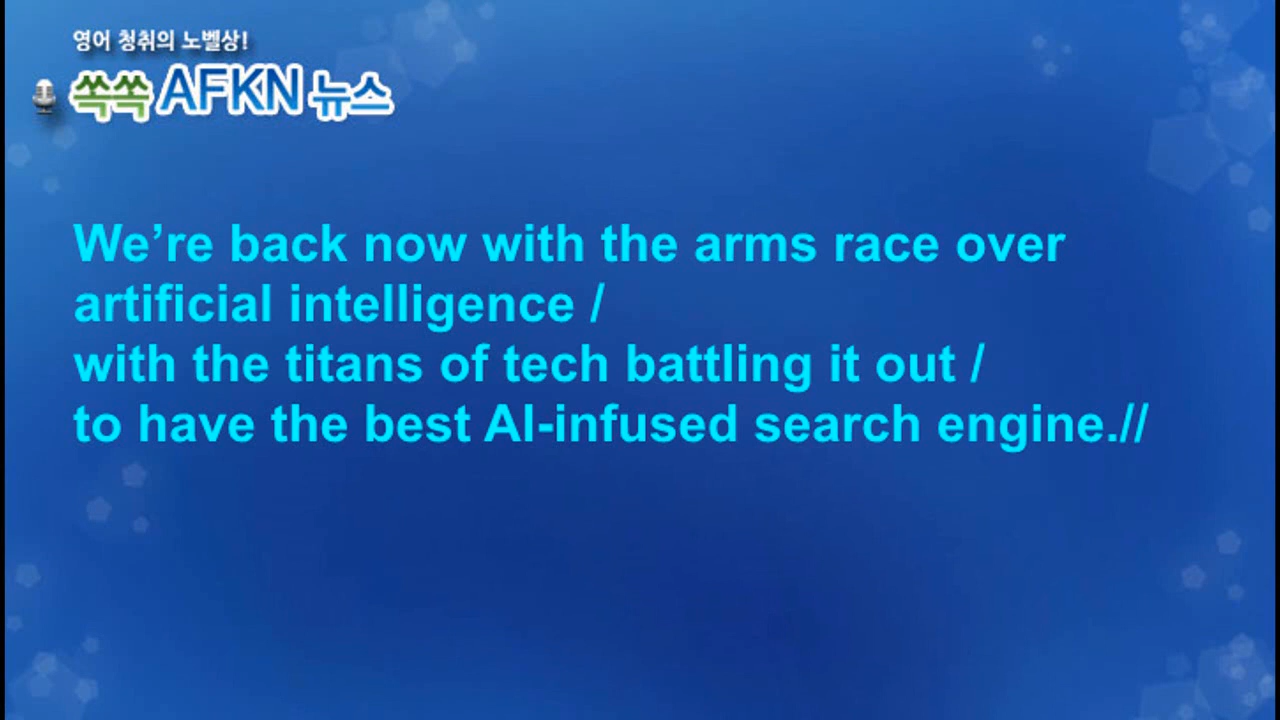 영어 청취의 노벨상!
쏙쏙 AFKN 뉴스
We’re back now with the arms race over
artificial intelligence /
with the titans of tech battling it out /
to have the best AI-infused search engine.//